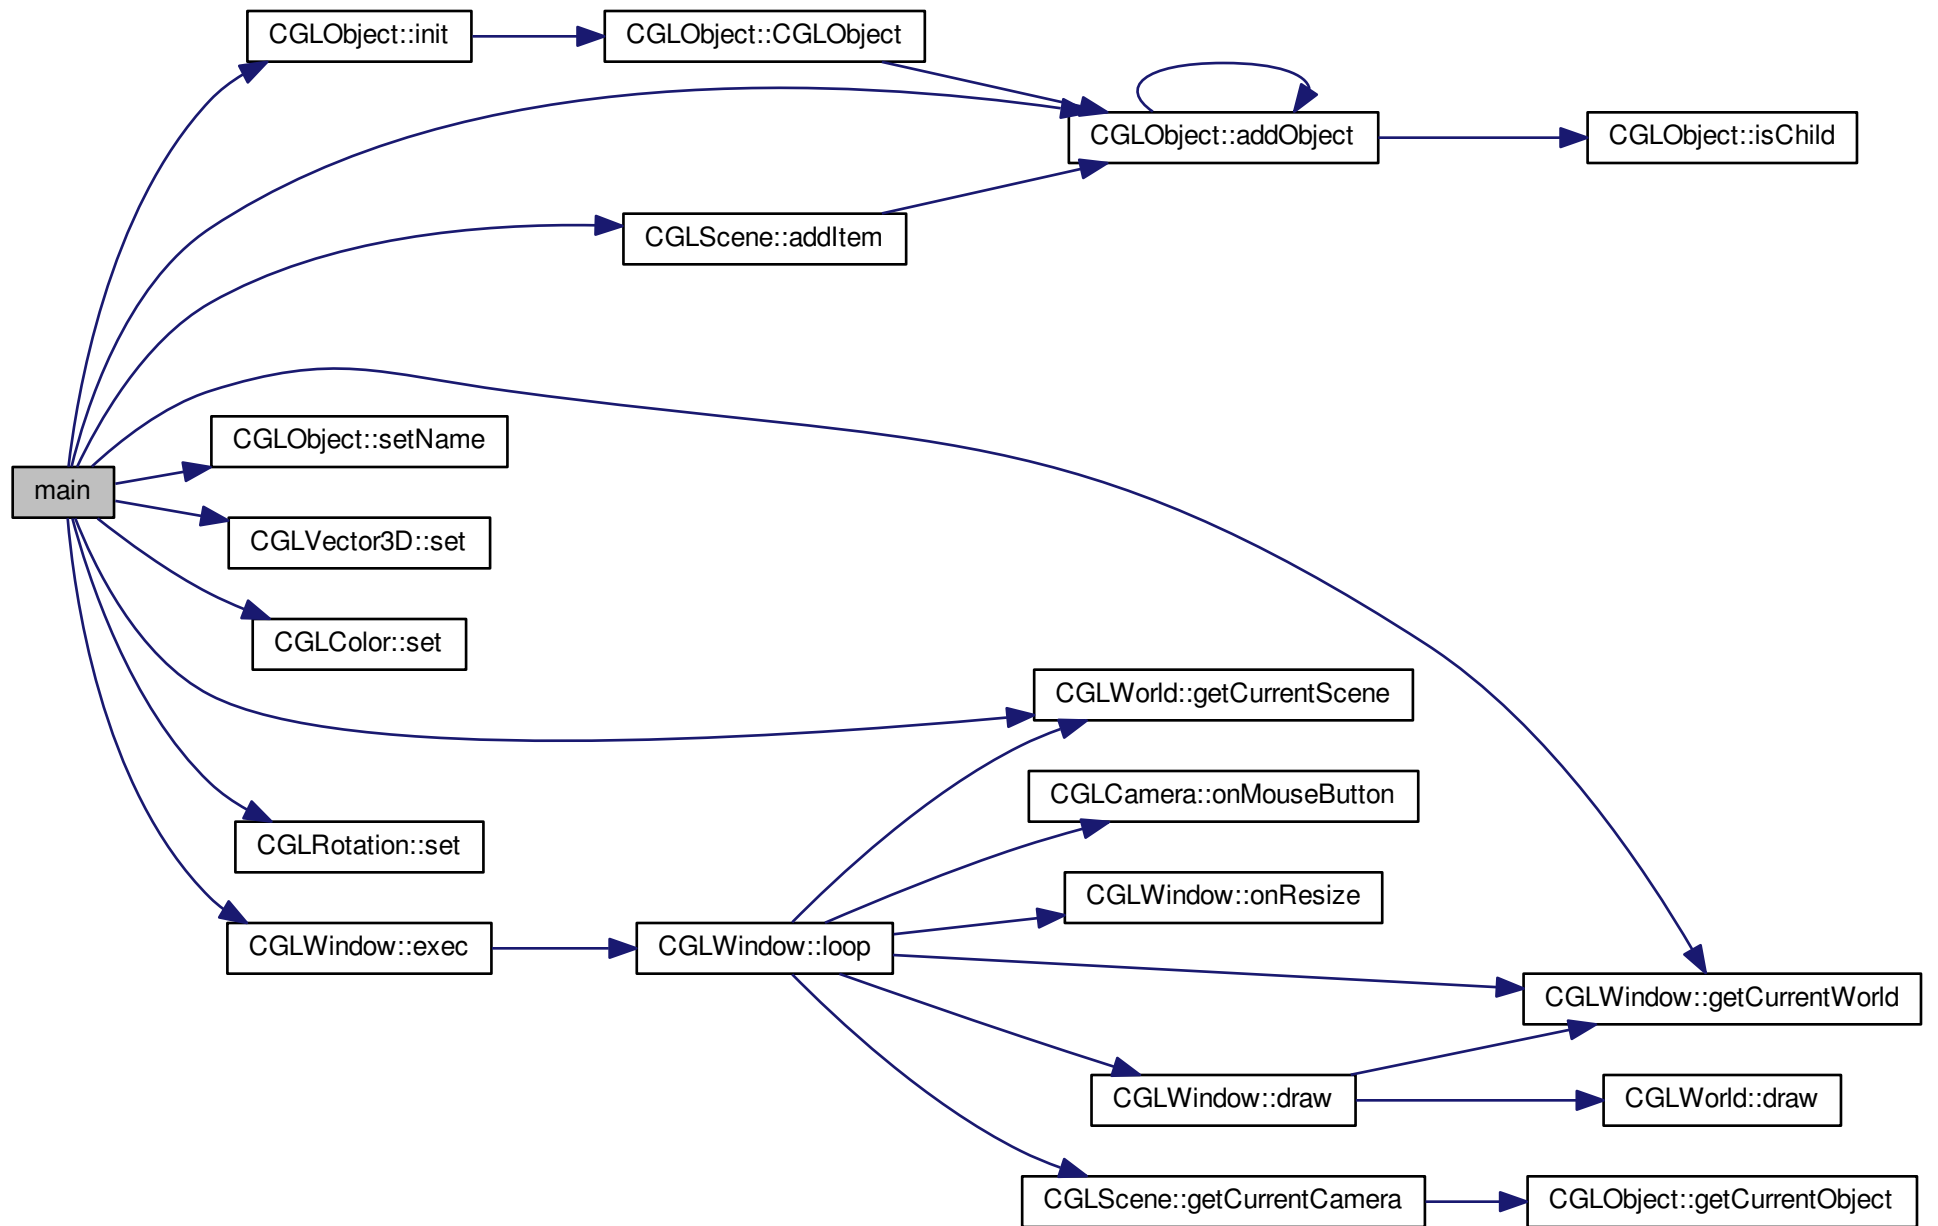 CGLObject::init
CGLObject::CGLObject
CGLObject::addObject
CGLObject::isChild
CGLScene::addItem
CGLObject::setName
main
CGLVector3D::set
CGLColor::set
CGLWorld::getCurrentScene
CGLCamera::onMouseButton
CGLRotation::set
CGLWindow::onResize
CGLWindow::exec
CGLWindow::loop
CGLWindow::getCurrentWorld
CGLWindow::draw
CGLWorld::draw
CGLScene::getCurrentCamera
CGLObject::getCurrentObject